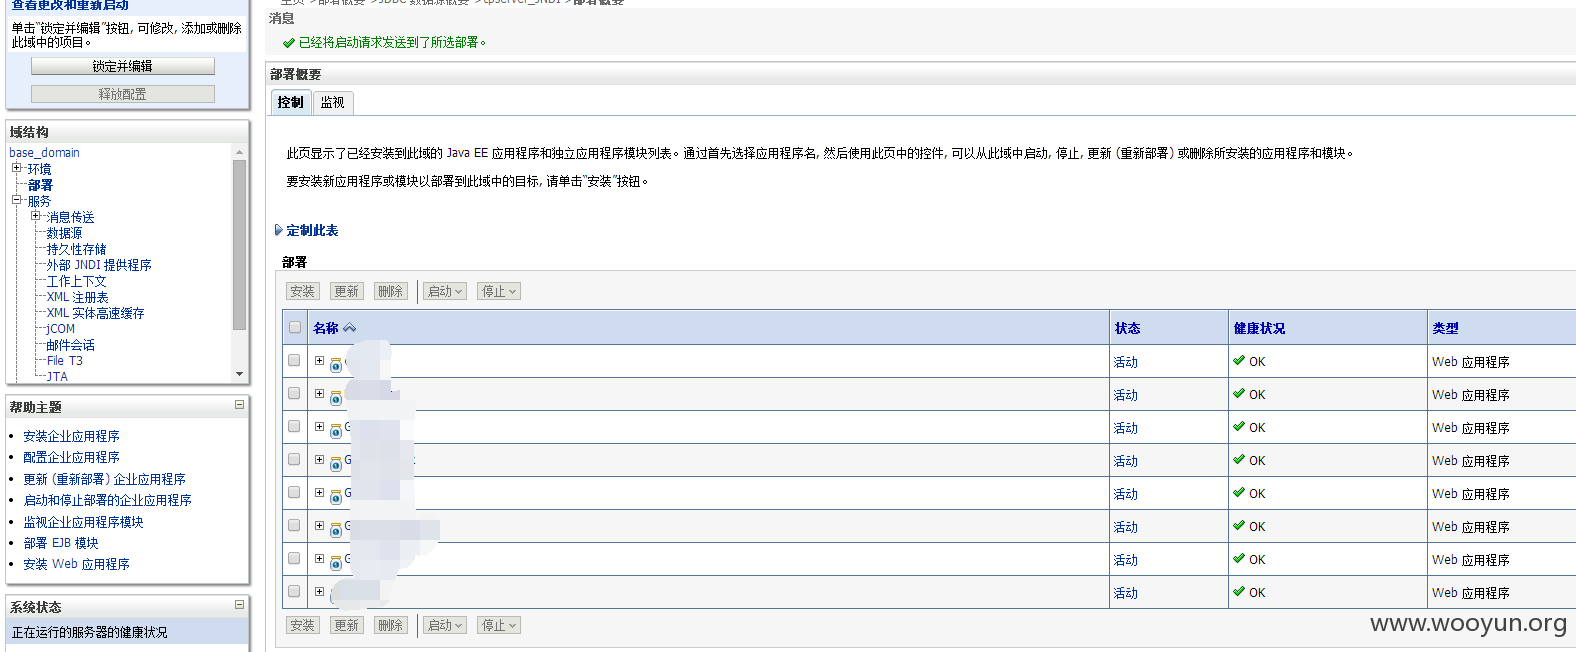 查看更改和重新启动
单击“锁定并编辑”按钮, 可修改, 添加或删除
此域中的项目。
锁定并编辑
释放配置
域结构
base_domain
环境
部署
服务
消息传送
数据源
持久性存储
外部 JNDI 提供程序
工作上下文
XML 注册表
XML 实体高速缓存
jCOM
邮件会话
File T3
JTA
帮助主题
安装企业应用程序
配置企业应用程序
更新 (重新部署) 企业应用程序
启动和停止部署的企业应用程序
监视企业应用程序模块
部署 EJB 模块
安装 Web 应用程序
系统状态
正在运行的服务器的健康状况
主页 >部署概要 >JDBC 数据源概要 >cpserver_JNDI >部署概要
消息
已经将启动请求发送到了所选部署。
部署概要
控制 监视
此页显示了已经安装到此域的 Java EE 应用程序和独立应用程序模块列表。通过首先选择应用程序名, 然后使用此页中的控件, 可以从此域中启动, 停止, 更新 (重新部署) 或删除所安装的应用程序和模块。
要安装新应用程序或模块以部署到此域中的目标, 请单击“安装”按钮。
定制此表
部署
安装 更新 删除 启动 停止
名称 状态 健康状况 类型
活动 OK Web 应用程序
活动 OK Web 应用程序
G 活动 OK Web 应用程序
G 活动 OK Web 应用程序
G 活动 OK Web 应用程序
G 活动 OK Web 应用程序
G 活动 OK Web 应用程序
活动 OK Web 应用程序
安装 更新 删除 启动 停止
www.wooyun.org